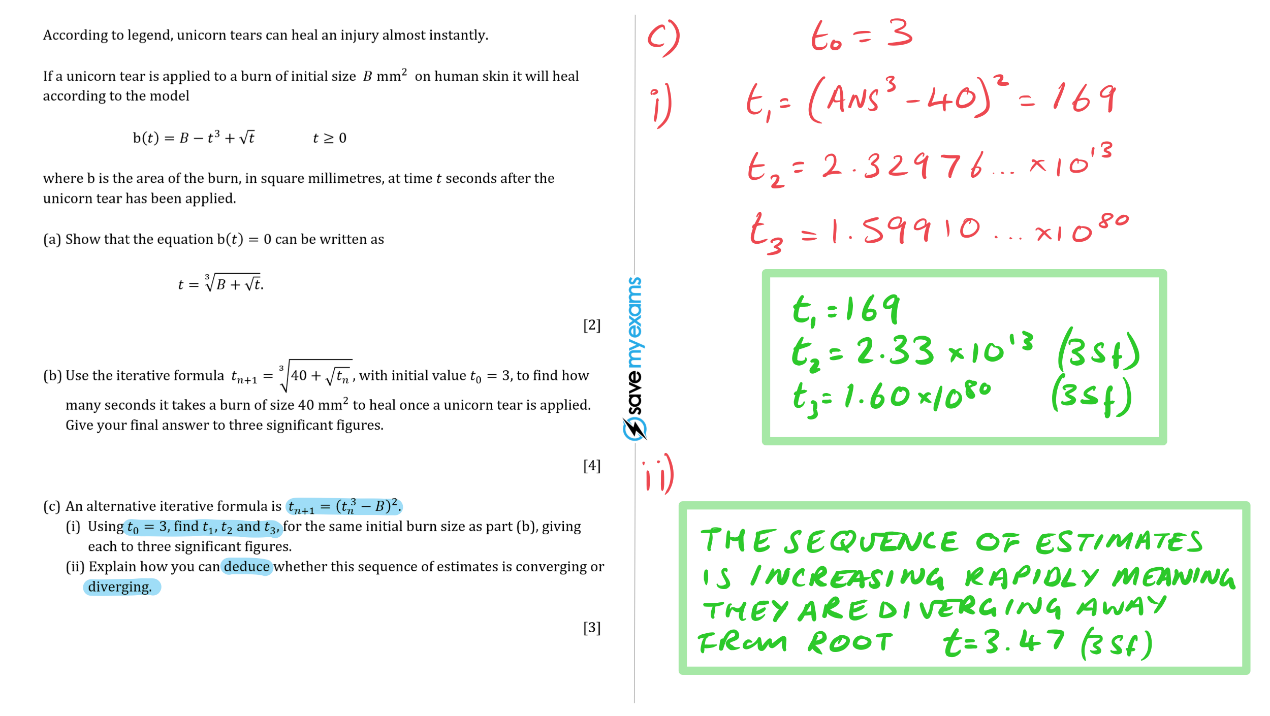 According to legend, unicorn tears can heal an injury almost instantly.
If a unicorn tear is applied to a burn of initial size B mm² on human skin it will heal
according to the model
b(t) = B − t³ + √t    t ≥ 0
where b is the area of the burn, in square millimetres, at time t seconds after the
unicorn tear has been applied.
(a) Show that the equation b(t) = 0 can be written as
t = ∛(B + √t).
[2]
(b) Use the iterative formula tₙ₊₁ = ∛(40 + √tₙ), with initial value t₀ = 3, to find how
many seconds it takes a burn of size 40 mm² to heal once a unicorn tear is applied.
Give your final answer to three significant figures.
[4]
(c) An alternative iterative formula is tₙ₊₁ = (tₙ³ − B)².
(i) Using t₀ = 3, find t₁, t₂ and t₃, for the same initial burn size as part (b), giving
each to three significant figures.
(ii) Explain how you can deduce whether this sequence of estimates is converging or
diverging.
[3]
savemyexams
c) t₀ = 3
i) t₁ = (ANS³ − 40)² = 169
t₂ = 2.32976... ×10¹³
t₃ = 1.59910... ×10⁸⁰
t₁ = 169
t₂ = 2.33 ×10¹³ (3sf)
t₃ = 1.60 ×10⁸⁰ (3sf)
ii)
THE SEQUENCE OF ESTIMATES
IS INCREASING RAPIDLY MEANING
THEY ARE DIVERGING AWAY
FROM ROOT t = 3.47 (3sf)